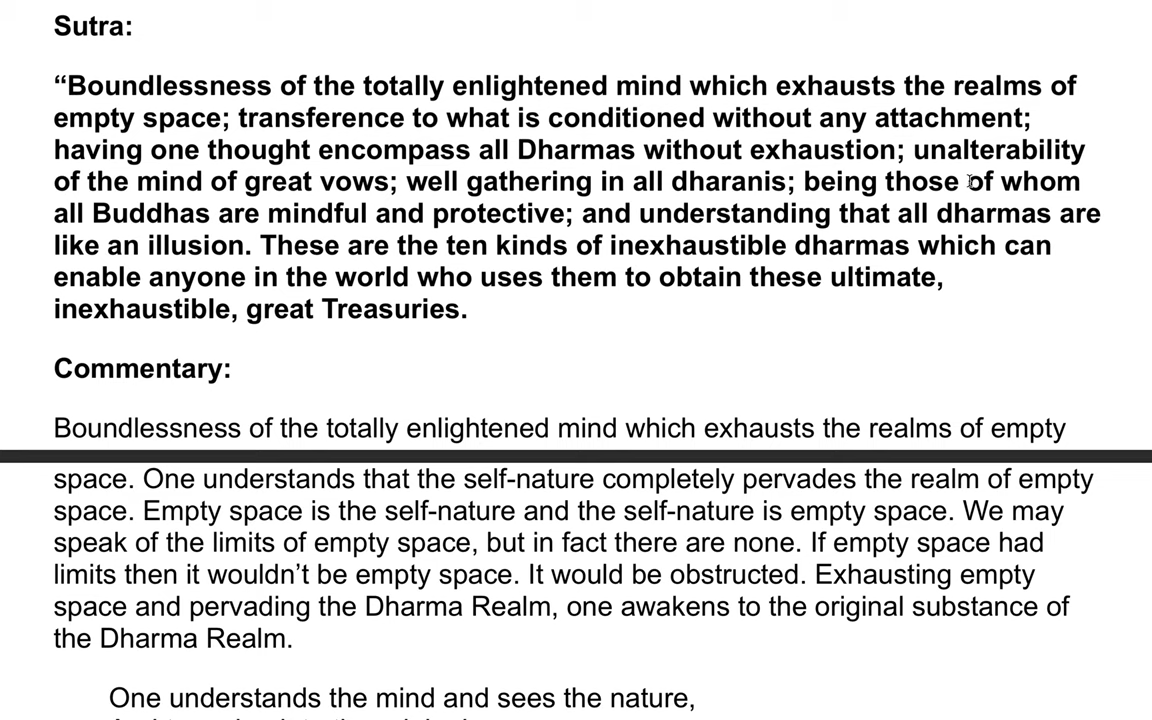 Sutra:
“Boundlessness of the totally enlightened mind which exhausts the realms of
empty space; transference to what is conditioned without any attachment;
having one thought encompass all Dharmas without exhaustion; unalterability
of the mind of great vows; well gathering in all dharanis; being those of whom
all Buddhas are mindful and protective; and understanding that all dharmas are
like an illusion. These are the ten kinds of inexhaustible dharmas which can
enable anyone in the world who uses them to obtain these ultimate,
inexhaustible, great Treasuries.
Commentary:
Boundlessness of the totally enlightened mind which exhausts the realms of empty
space. One understands that the self-nature completely pervades the realm of empty
space. Empty space is the self-nature and the self-nature is empty space. We may
speak of the limits of empty space, but in fact there are none. If empty space had
limits then it wouldn’t be empty space. It would be obstructed. Exhausting empty
space and pervading the Dharma Realm, one awakens to the original substance of
the Dharma Realm.
One understands the mind and sees the nature,